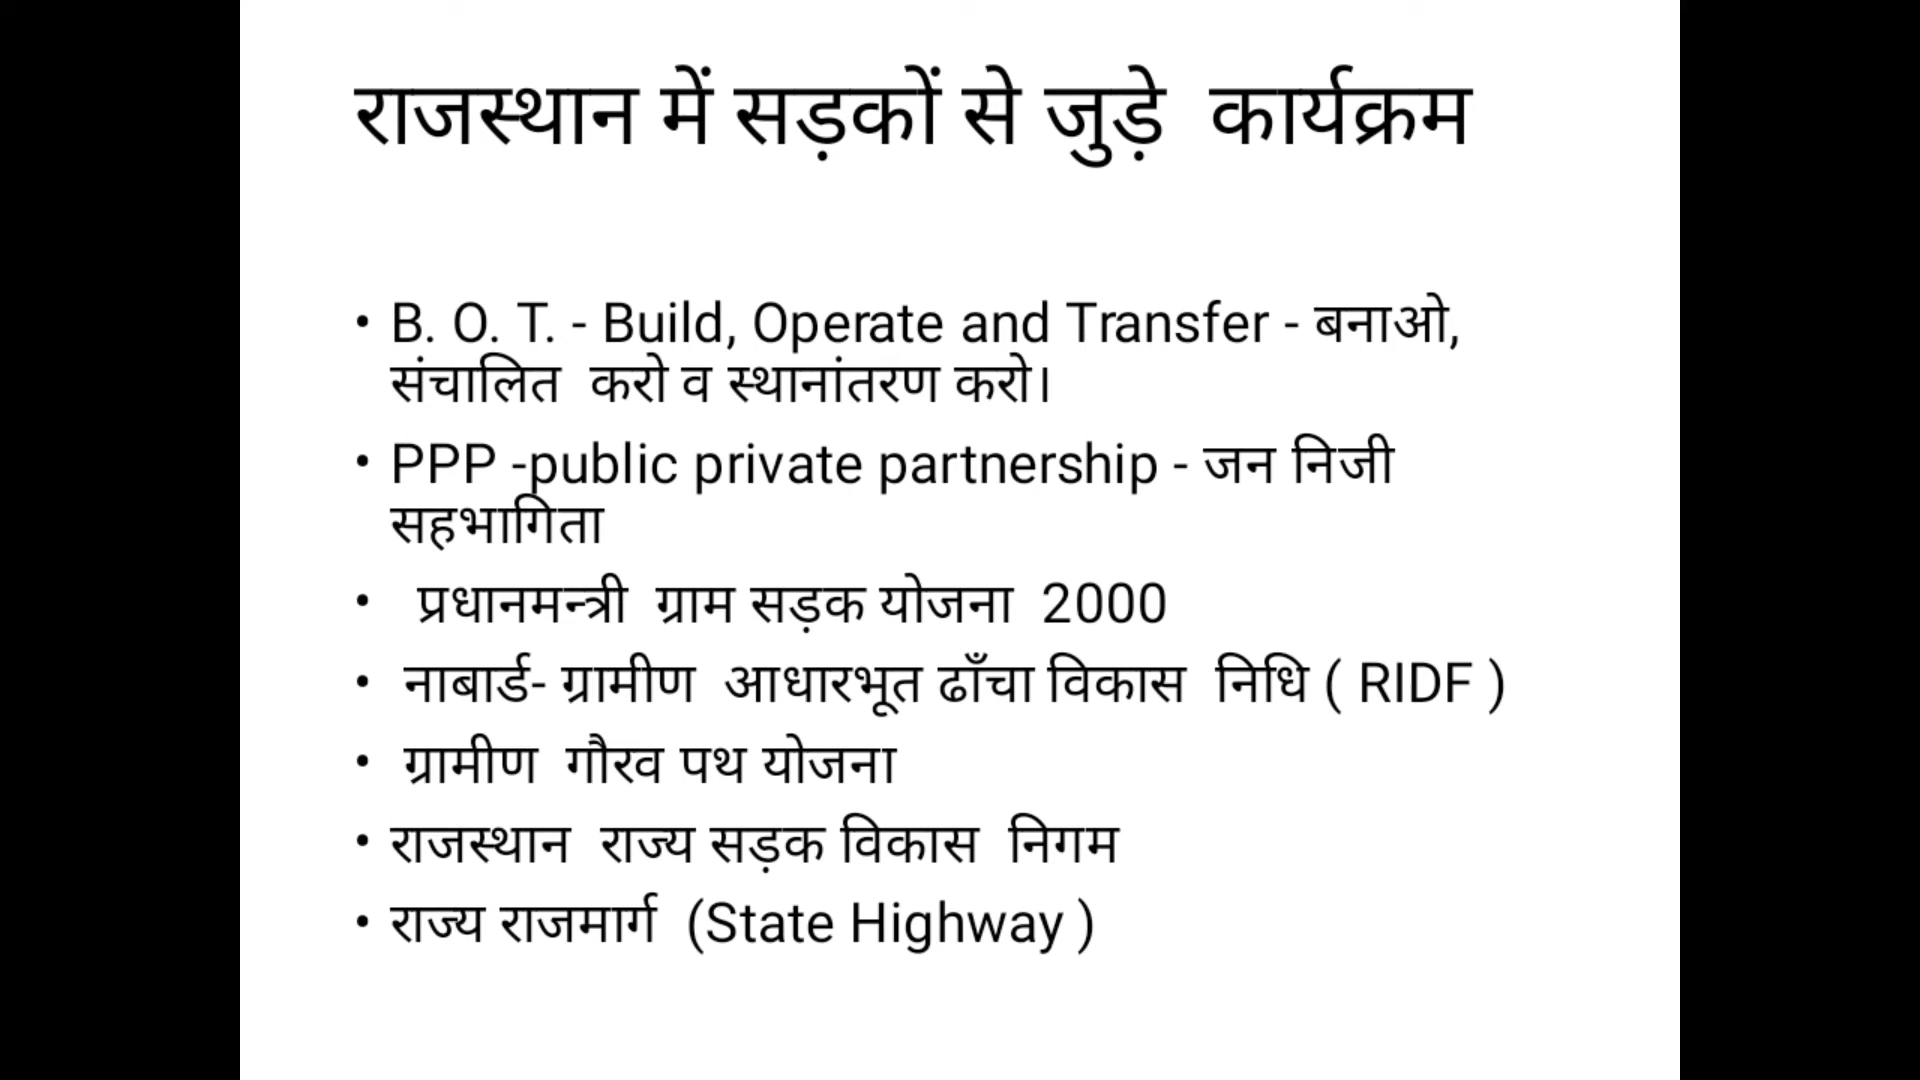 राजस्थान में सड़कों से जुड़े कार्यक्रम
• B. O. T. - Build, Operate and Transfer - बनाओ,
संचालित करो व स्थानांतरण करो।
• PPP -public private partnership - जन निजी
सहभागिता
• प्रधानमन्त्री ग्राम सड़क योजना 2000
• नाबार्ड- ग्रामीण आधारभूत ढाँचा विकास निधि ( RIDF )
• ग्रामीण गौरव पथ योजना
• राजस्थान राज्य सड़क विकास निगम
• राज्य राजमार्ग (State Highway )